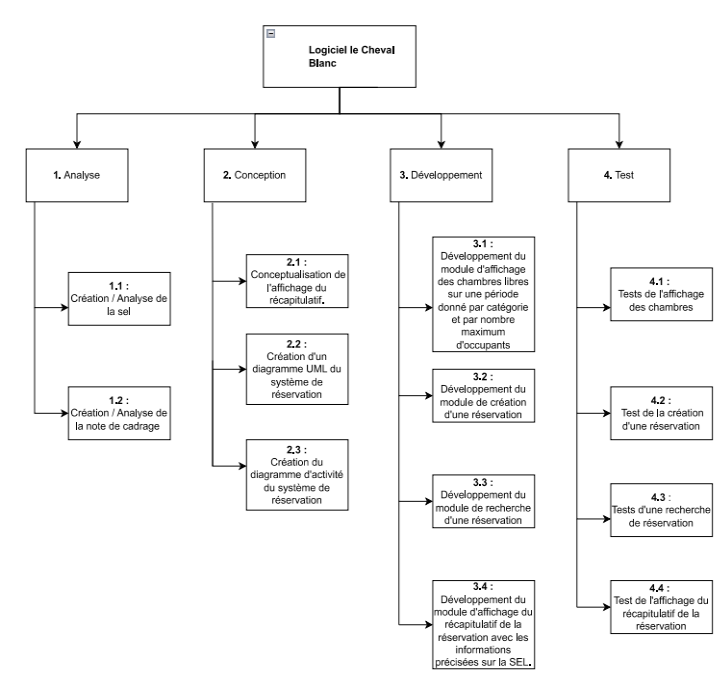 Logiciel le Cheval
Blanc
1. Analyse
2. Conception
3. Développement
4. Test
1.1 :
Création / Analyse de
la sel
1.2 :
Création / Analyse de
la note de cadrage
2.1 :
Conceptualisation de
l'affichage du
récapitulatif.
2.2 :
Création d'un
diagramme UML du
système de
réservation
2.3 :
Création du
diagramme d'activité
du système de
réservation
3.1 :
Développement du
module d'affichage
des chambres libres
sur une période
donné par catégorie
et par nombre
maximum
d'occupants
3.2 :
Développement du
module de création
d'une réservation
3.3 :
Développement du
module de recherche
d'une réservation
3.4 :
Développement du
module d'affichage du
récapitulatif de la
réservation avec les
informations
précisées sur la SEL.
4.1 :
Tests de l'affichage
des chambres
4.2 :
Test de la création
d'une réservation
4.3 :
Tests d'une recherche
de réservation
4.4 :
Test de l'affichage du
récapitulatif de la
réservation